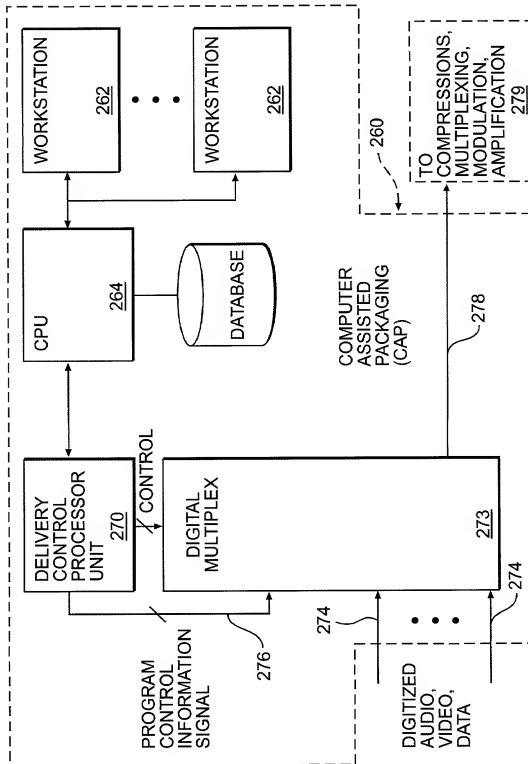 DELIVERY
CONTROL
PROCESSOR
UNIT
270
CPU
264
WORKSTATION
262
WORKSTATION
262
DATABASE
CONTROL
PROGRAM
CONTROL
INFORMATION
SIGNAL
276
DIGITAL
MULTIPLEX
273
274
274
DIGITIZED
AUDIO,
VIDEO,
DATA
COMPUTER
ASSISTED
PACKAGING
(CAP)
278
260
TO
COMPRESSIONS,
MULTIPLEXING,
MODULATION,
AMPLIFICATION
279